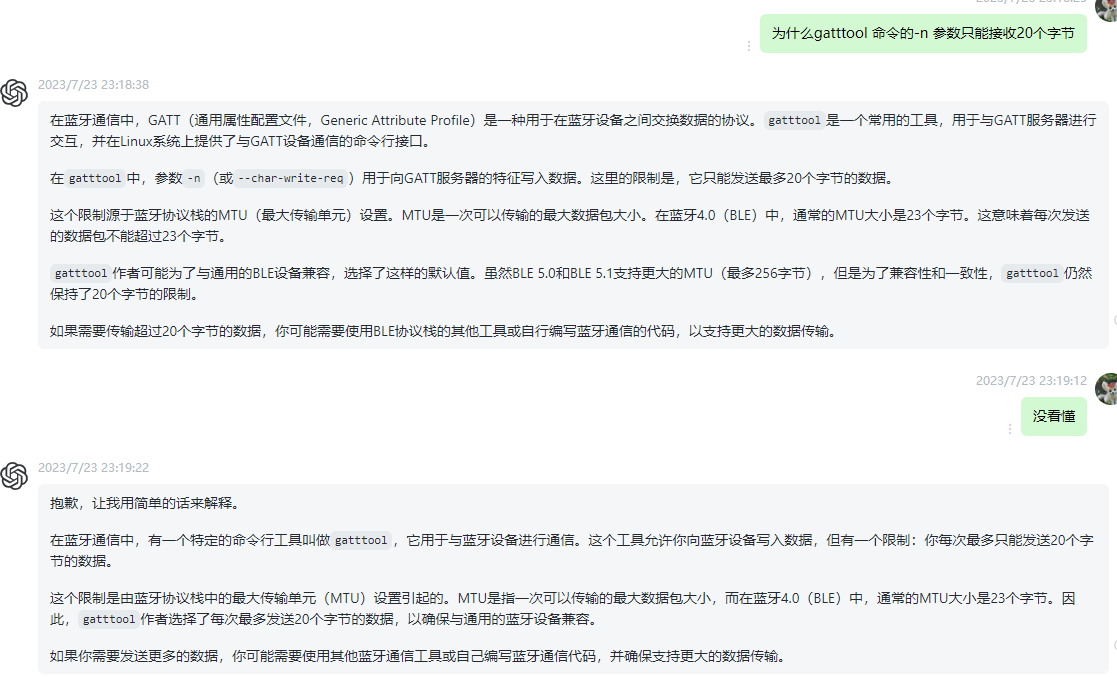 为什么gatttool 命令的-n 参数只能接收20个字节
2023/7/23 23:18:38
在蓝牙通信中，GATT（通用属性配置文件，Generic Attribute Profile）是一种用于在蓝牙设备之间交换数据的协议。gatttool 是一个常用的工具，用于与GATT服务器进行
交互，并在Linux系统上提供了与GATT设备通信的命令行接口。
在 gatttool 中，参数 -n （或 --char-write-req ）用于向GATT服务器的特征写入数据。这里的限制是，它只能发送最多20个字节的数据。
这个限制源于蓝牙协议栈的MTU（最大传输单元）设置。MTU是一次可以传输的最大数据包大小。在蓝牙4.0（BLE）中，通常的MTU大小是23个字节。这意味着每次发送
的数据包不能超过23个字节。
gatttool 作者可能为了与通用的BLE设备兼容，选择了这样的默认值。虽然BLE 5.0和BLE 5.1支持更大的MTU（最多256字节），但是为了兼容性和一致性， gatttool 仍然
保持了20个字节的限制。
如果需要传输超过20个字节的数据，你可能需要使用BLE协议栈的其他工具或自行编写蓝牙通信的代码，以支持更大的数据传输。
2023/7/23 23:19:12
没看懂
2023/7/23 23:19:22
抱歉，让我用简单的话来解释。
在蓝牙通信中，有一个特定的命令行工具叫做 gatttool ，它用于与蓝牙设备进行通信。这个工具允许你向蓝牙设备写入数据，但有一个限制：你每次最多只能发送20个字
节的数据。
这个限制是由蓝牙协议栈中的最大传输单元（MTU）设置引起的。MTU是指一次可以传输的最大数据包大小，而在蓝牙4.0（BLE）中，通常的MTU大小是23个字节。因
此， gatttool 作者选择了每次最多发送20个字节的数据，以确保与通用的蓝牙设备兼容。
如果你需要发送更多的数据，你可能需要使用其他蓝牙通信工具或自己编写蓝牙通信代码，并确保支持更大的数据传输。